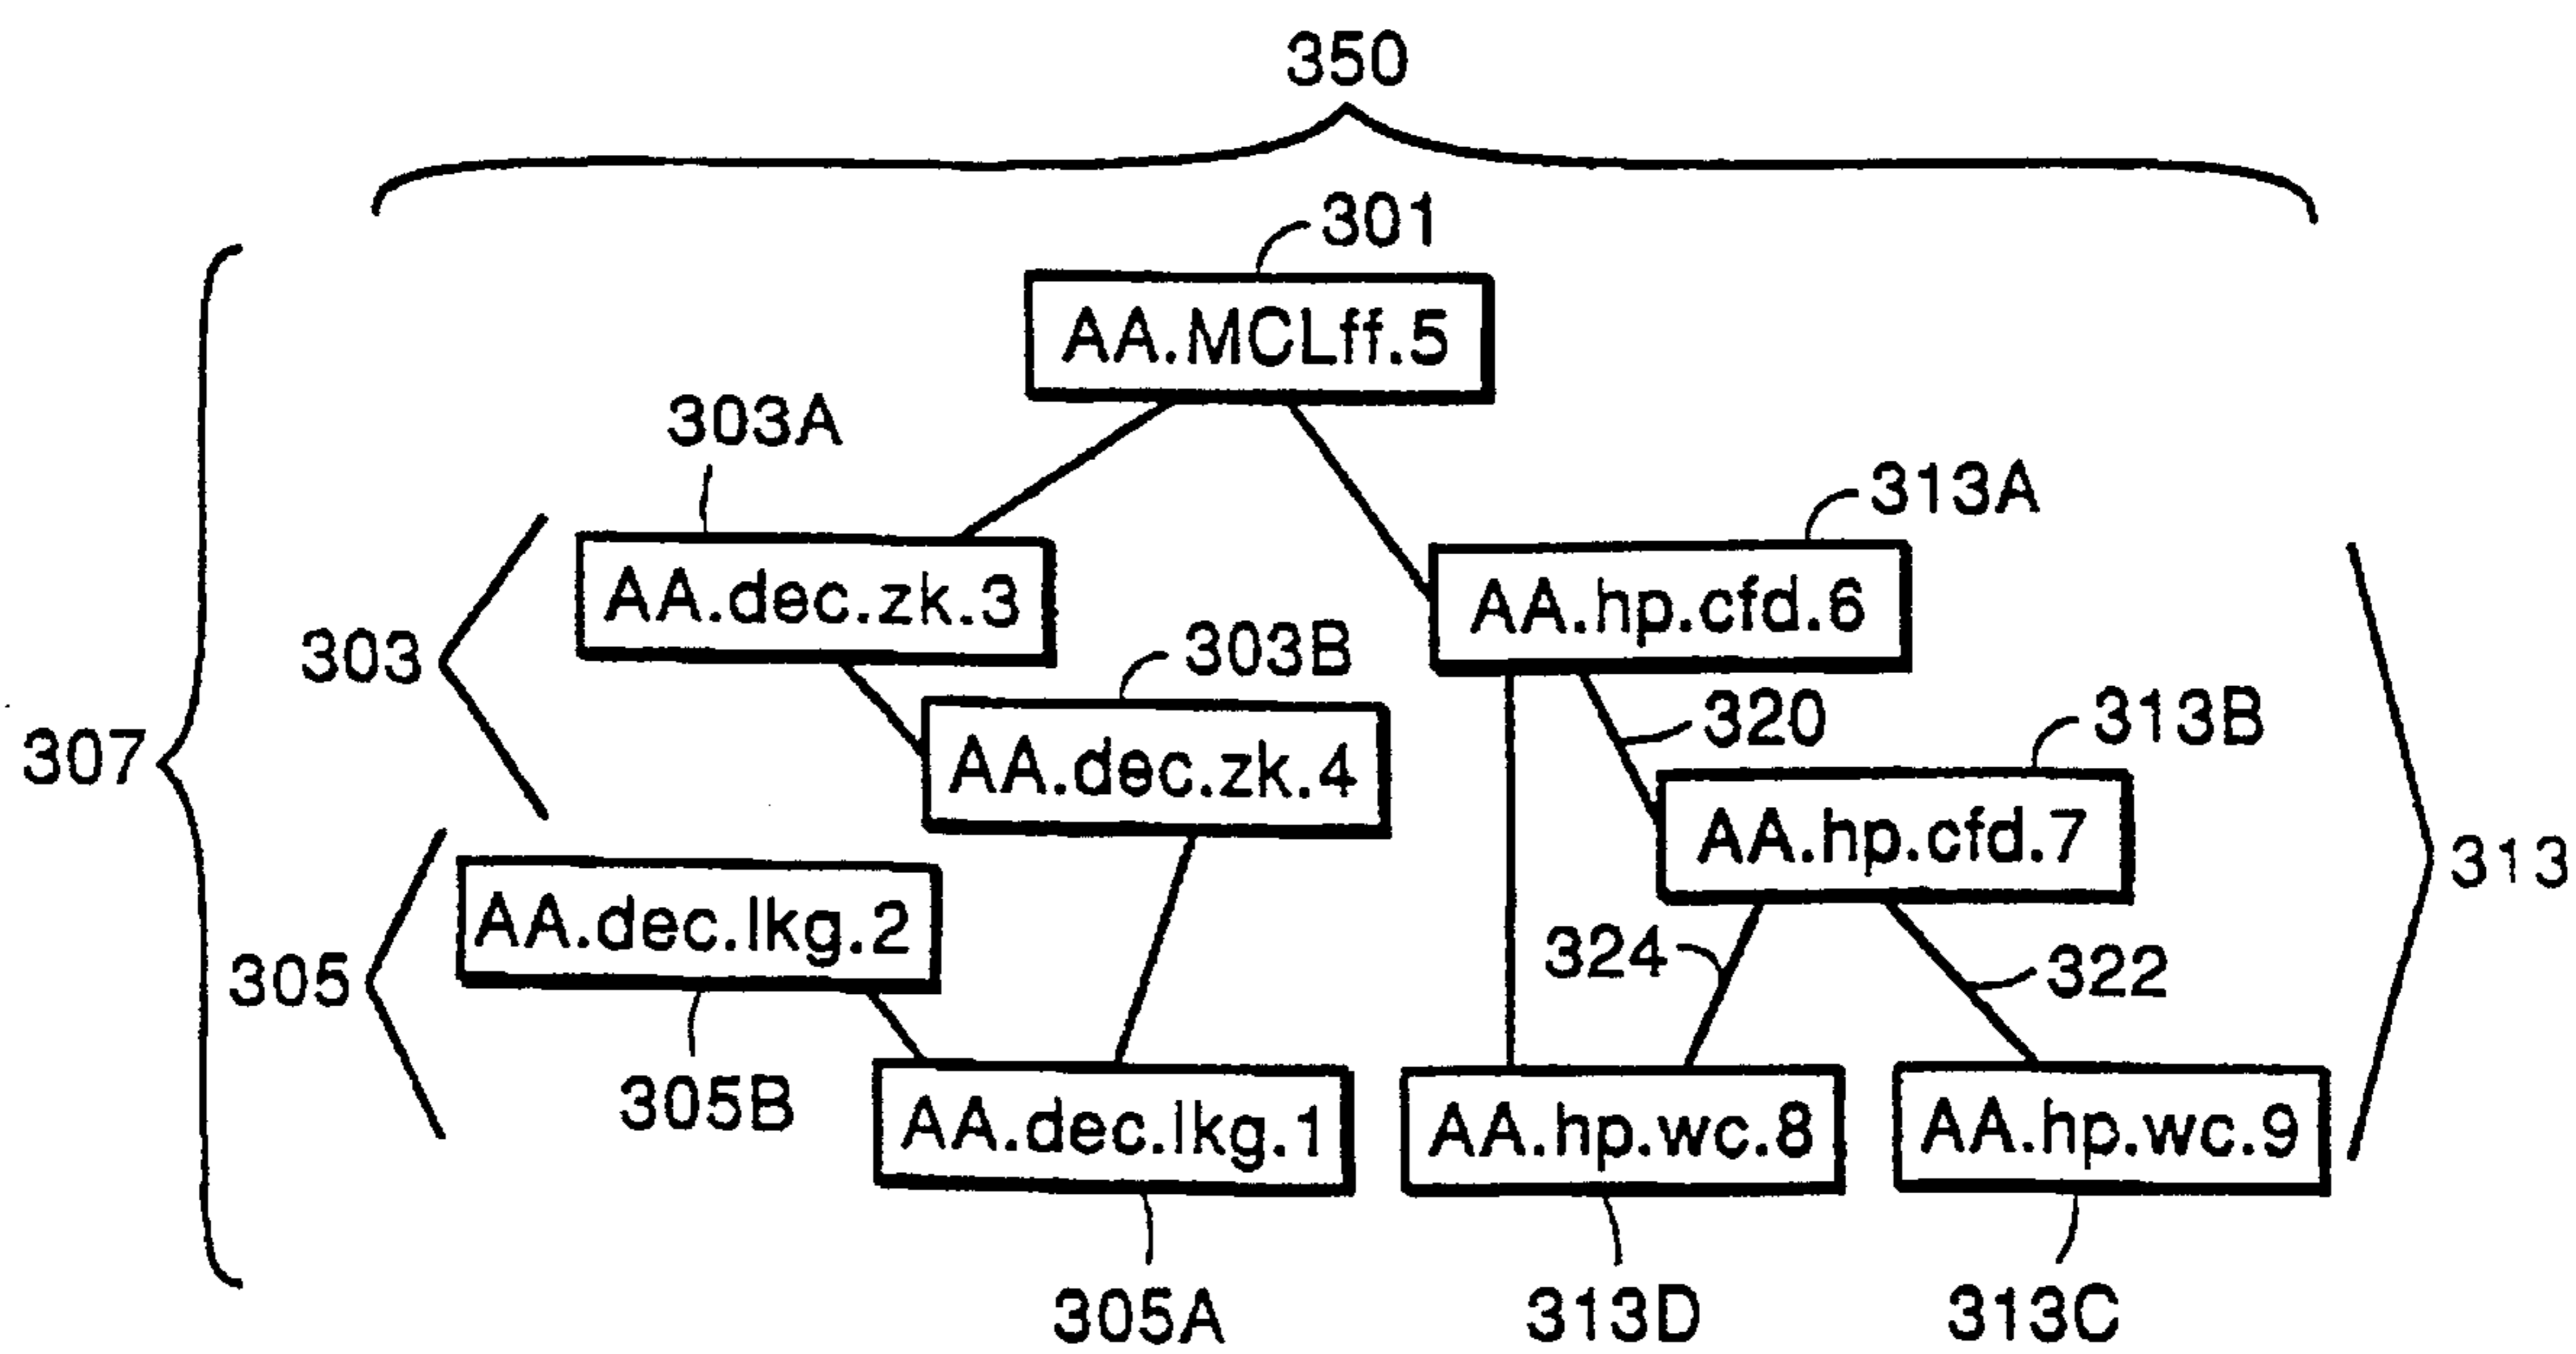 350
301
AA.MCLff.5
303A
313A
AA.dec.zk.3
AA.hp.cfd.6
303
303B
320
313B
307
AA.dec.zk.4
AA.hp.cfd.7
313
AA.dec.lkg.2
324
322
305
305B
AA.dec.lkg.1
AA.hp.wc.8
AA.hp.wc.9
305A
313D
313C